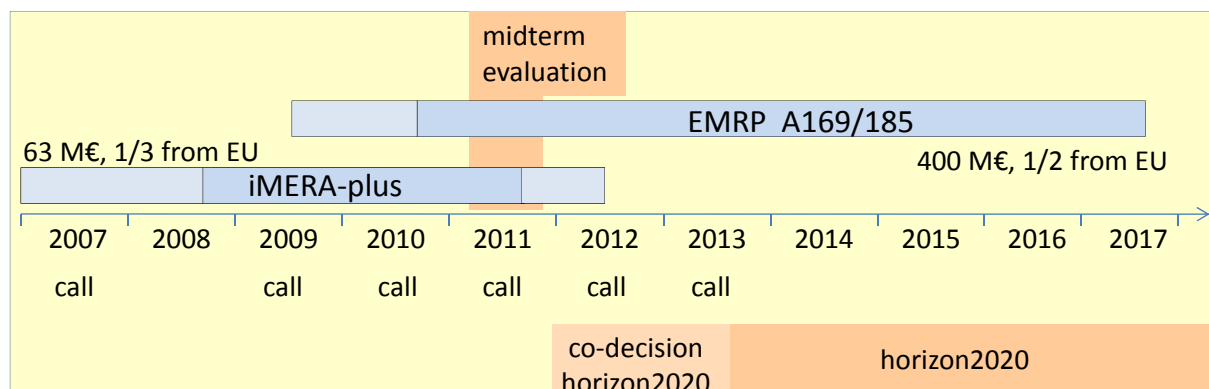 midterm
evaluation
EMRP A169/185
63 M€, 1/3 from EU
400 M€, 1/2 from EU
iMERA-plus
2007 2008 2009 2010 2011 2012 2013 2014 2015 2016 2017
call call call call call call
co-decision
horizon2020
horizon2020